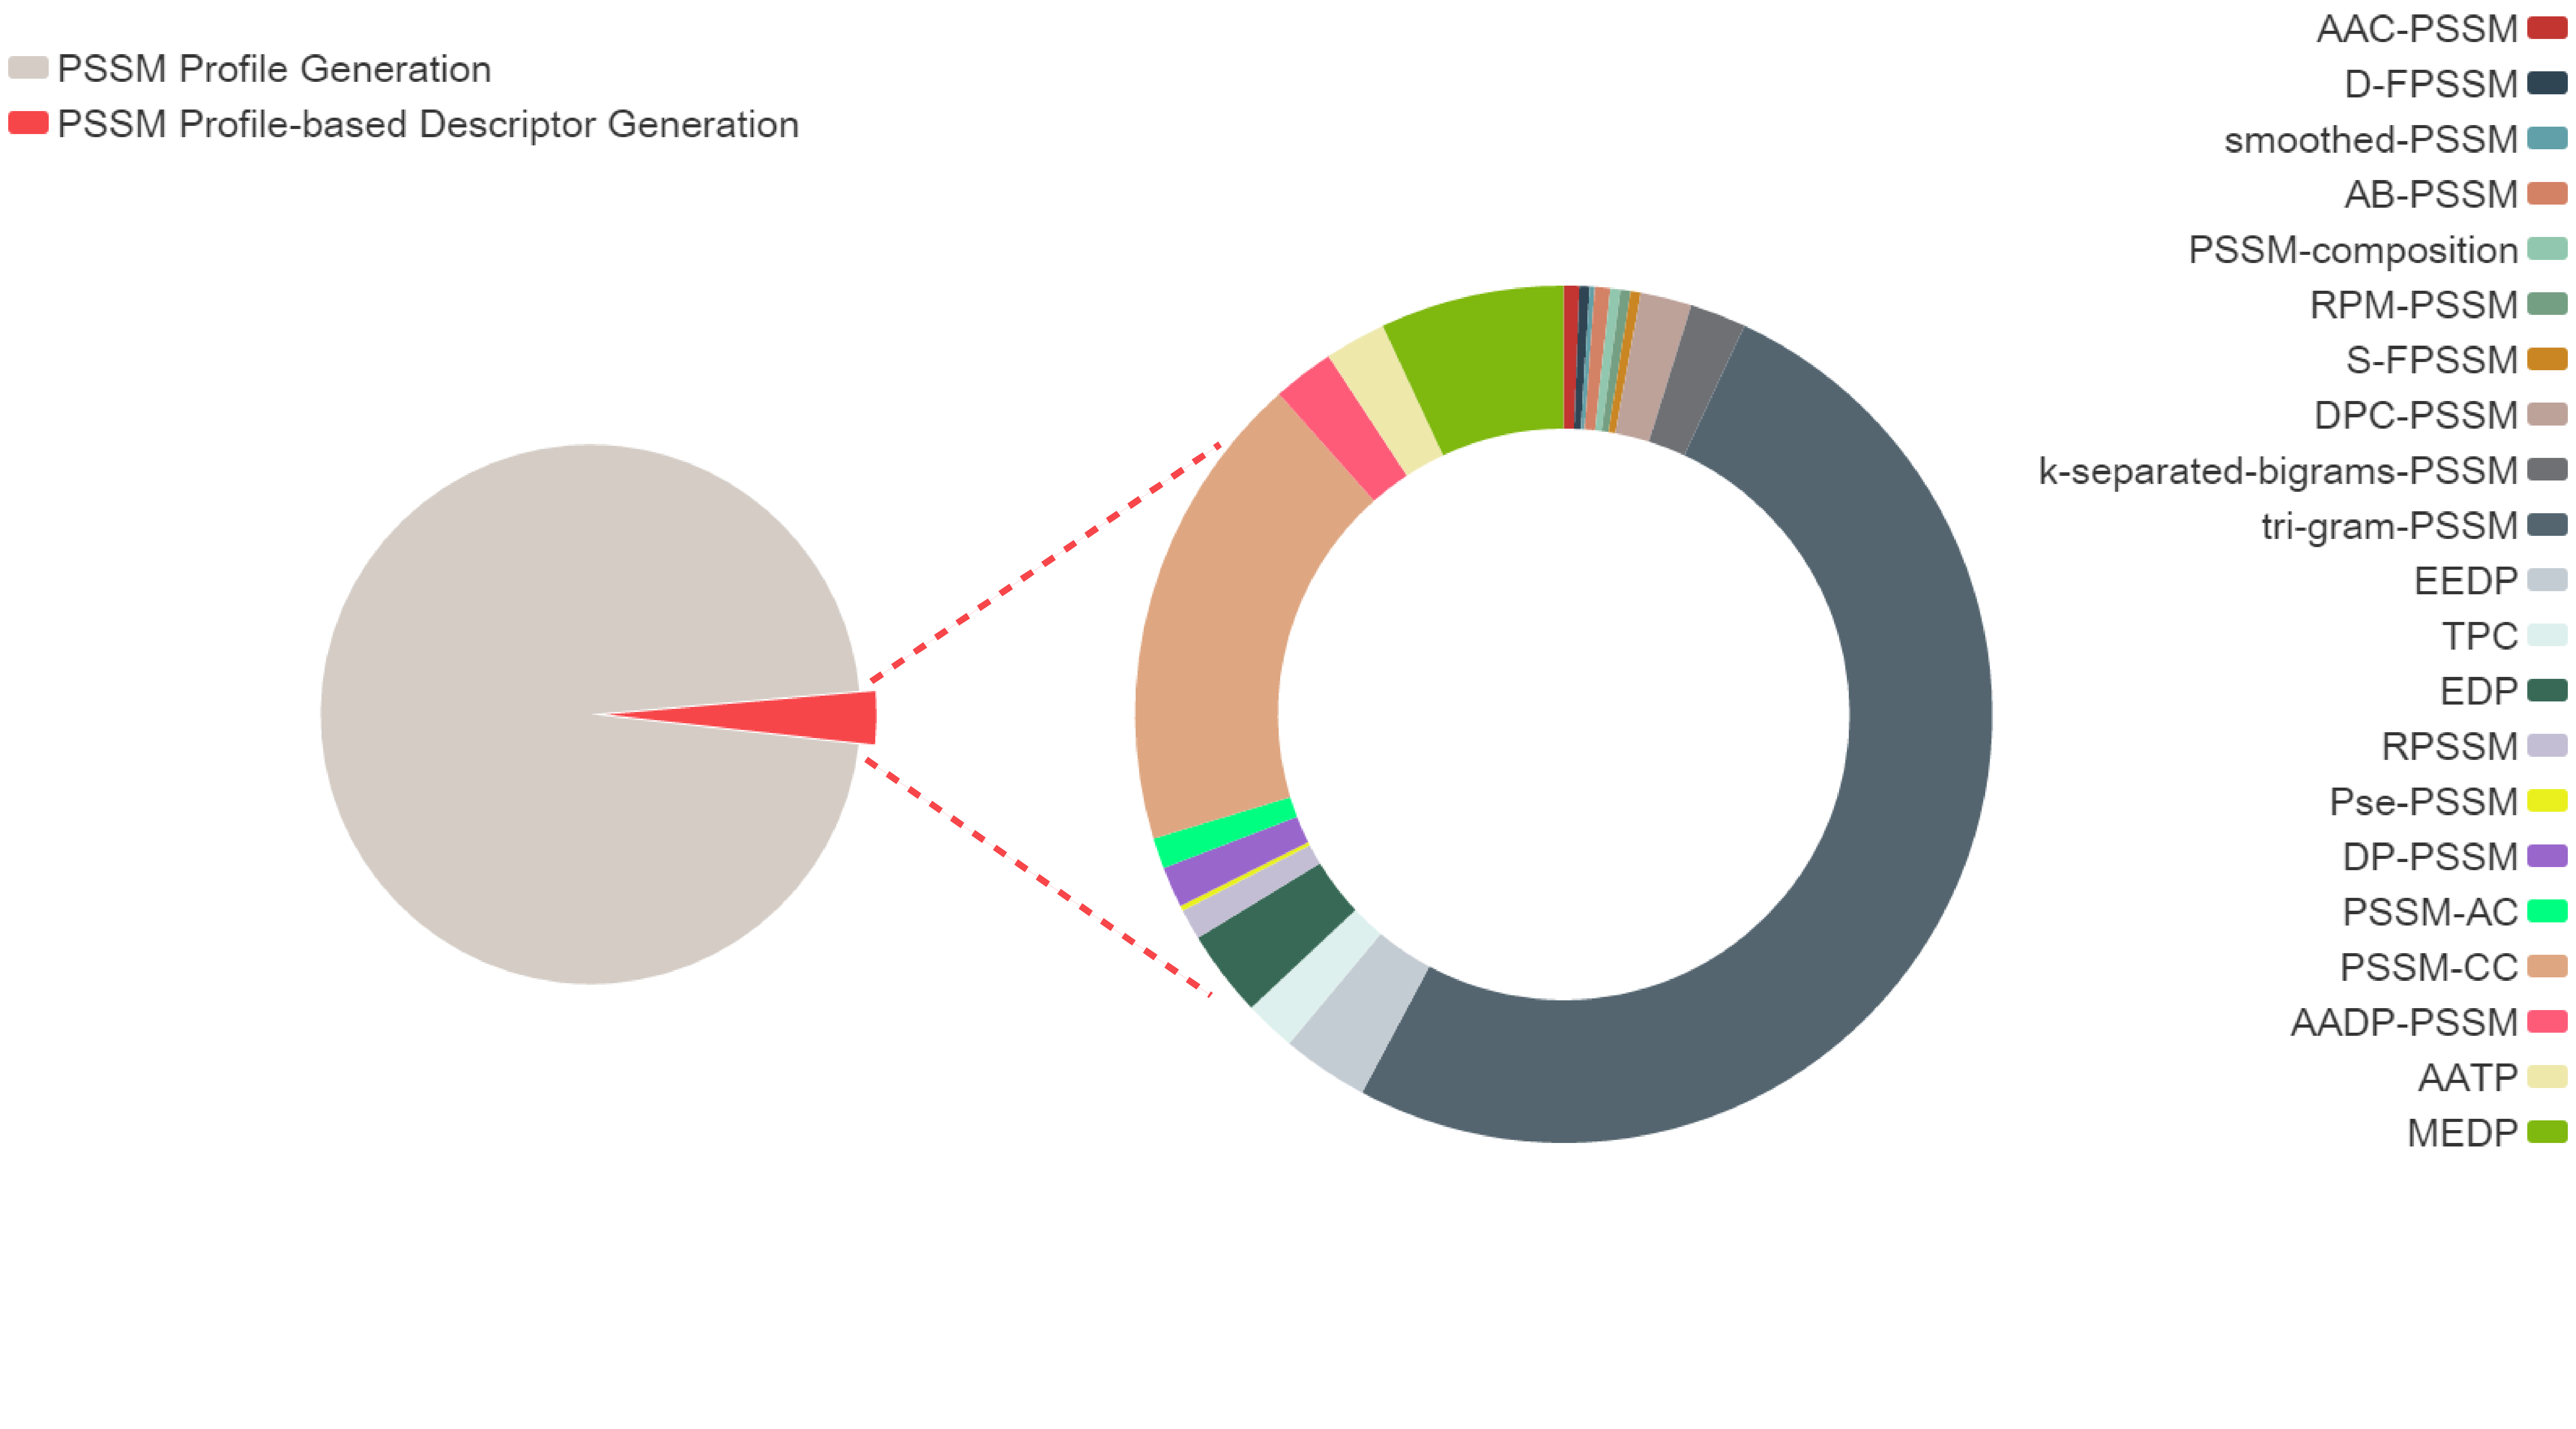 PSSM Profile Generation
PSSM Profile-based Descriptor Generation
AAC-PSSM
D-FPSSM
smoothed-PSSM
AB-PSSM
PSSM-composition
RPM-PSSM
S-FPSSM
DPC-PSSM
k-separated-bigrams-PSSM
tri-gram-PSSM
EEDP
TPC
EDP
RPSSM
Pse-PSSM
DP-PSSM
PSSM-AC
PSSM-CC
AADP-PSSM
AATP
MEDP